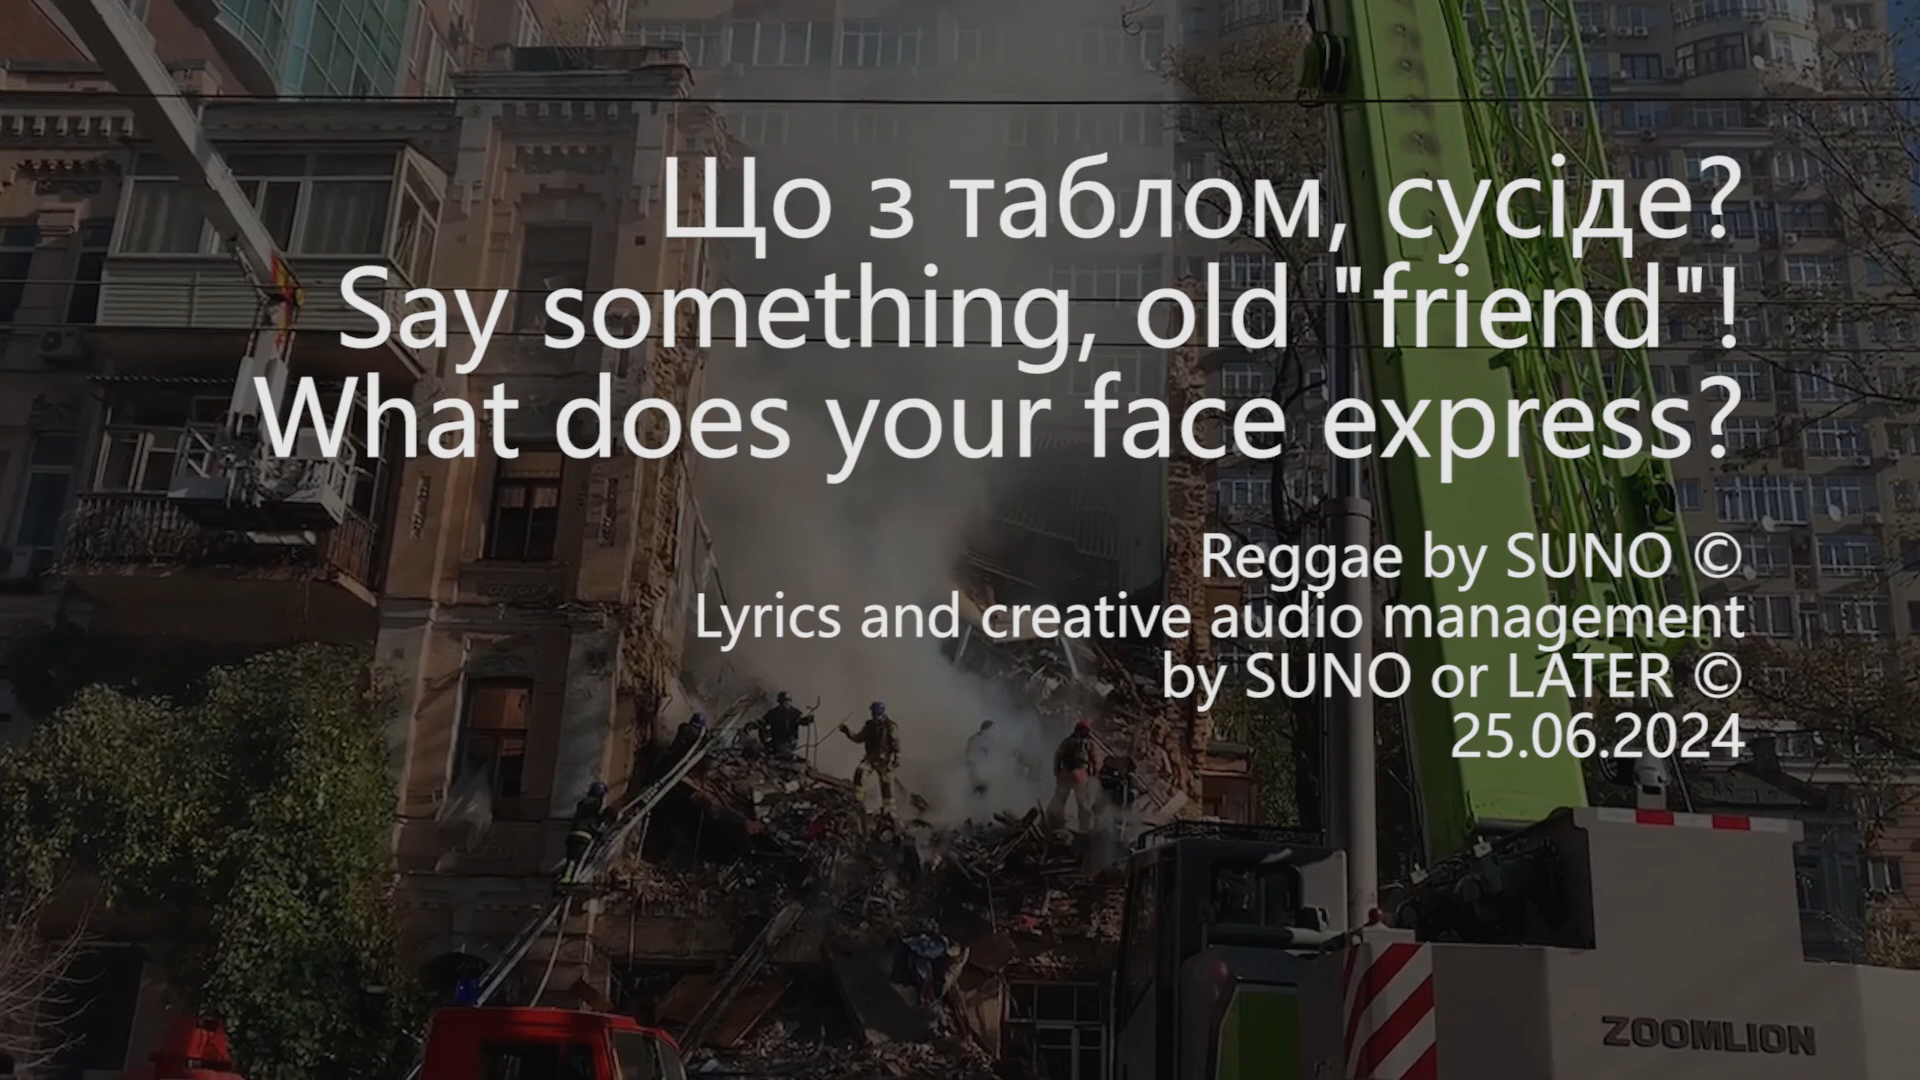 Що з таблом, сусіде?
Say something, old "friend"!
What does your face express?
Reggae by SUNO ©
Lyrics and creative audio management
by SUNO or LATER ©
25.06.2024
ZOOMLION